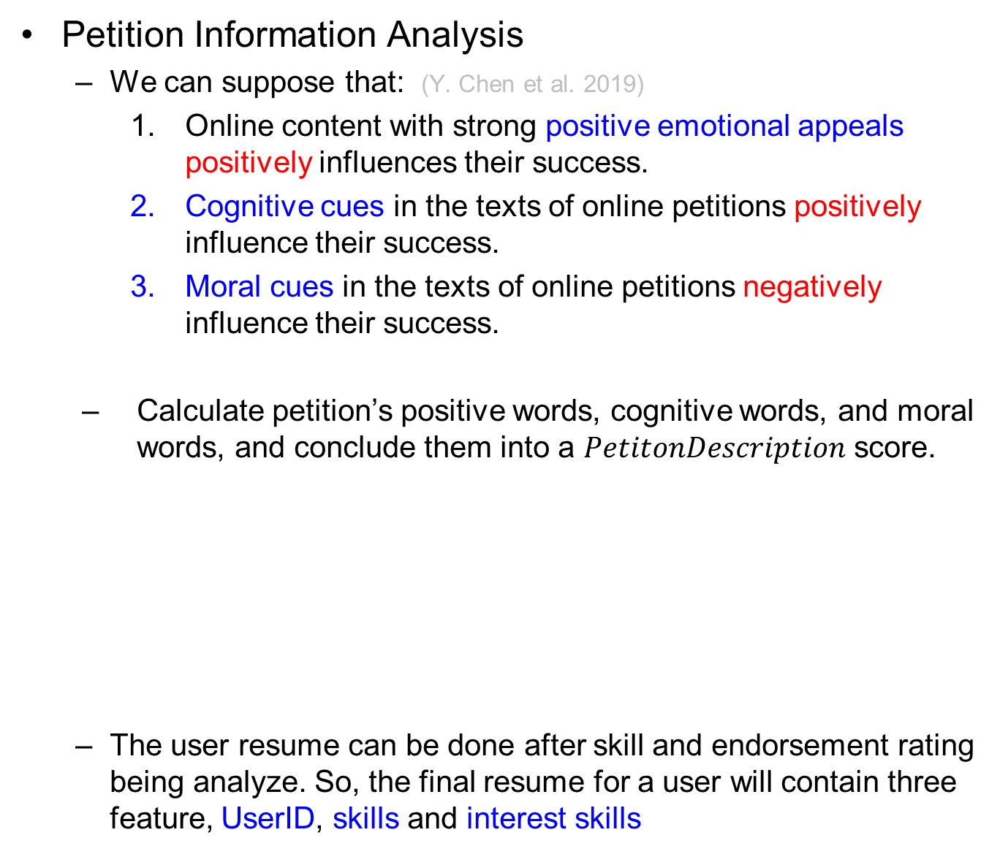 • Petition Information Analysis
– We can suppose that: (Y. Chen et al. 2019)
1. Online content with strong positive emotional appeals
positively influences their success.
2. Cognitive cues in the texts of online petitions positively
influence their success.
3. Moral cues in the texts of online petitions negatively
influence their success.
– Calculate petition’s positive words, cognitive words, and moral
words, and conclude them into a PetitonDescription score.
– The user resume can be done after skill and endorsement rating
being analyze. So, the final resume for a user will contain three
feature, UserID, skills and interest skills